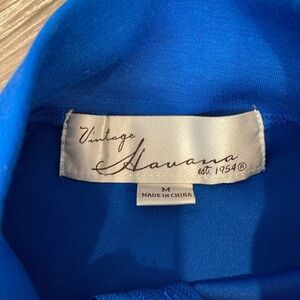 Vintage
Havana
est. 1954®
M
MADE IN CHINA